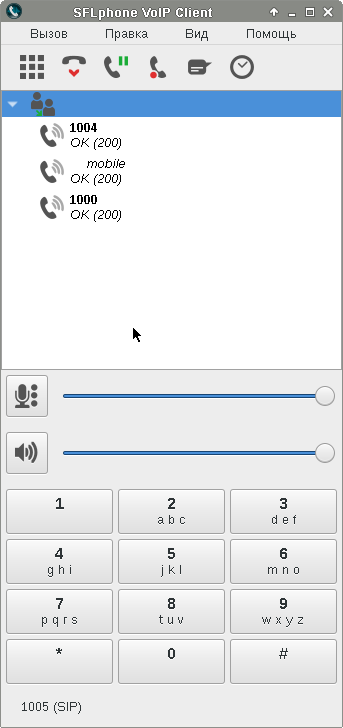 SFLphone VoIP Client
Вызов Правка Вид Помощь
1004
OK (200)
mobile
OK (200)
1000
OK (200)
1 2 3
a b c d e f
4 5 6
g h i j k l m n o
7 8 9
p q r s t u v w x y z
* 0 #
1005 (SIP)